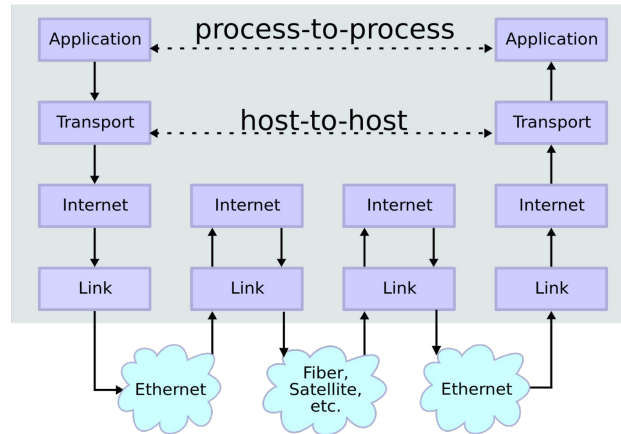 Application
process-to-process
Application
Transport
host-to-host
Transport
Internet
Internet
Internet
Internet
Link
Link
Link
Link
Ethernet
Fiber,
Satellite,
etc.
Ethernet